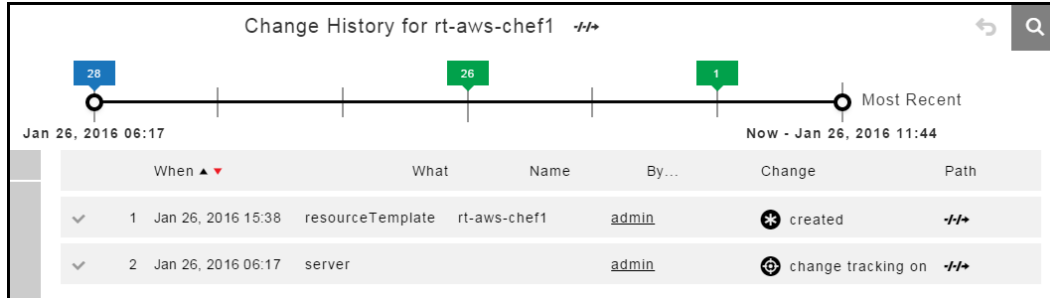 Change History for rt-aws-chef1
28 26 1
Most Recent
Jan 26, 2016 06:17 Now - Jan 26, 2016 11:44
When What Name By... Change Path
1 Jan 26, 2016 15:38 resourceTemplate rt-aws-chef1 admin created
2 Jan 26, 2016 06:17 server admin change tracking on